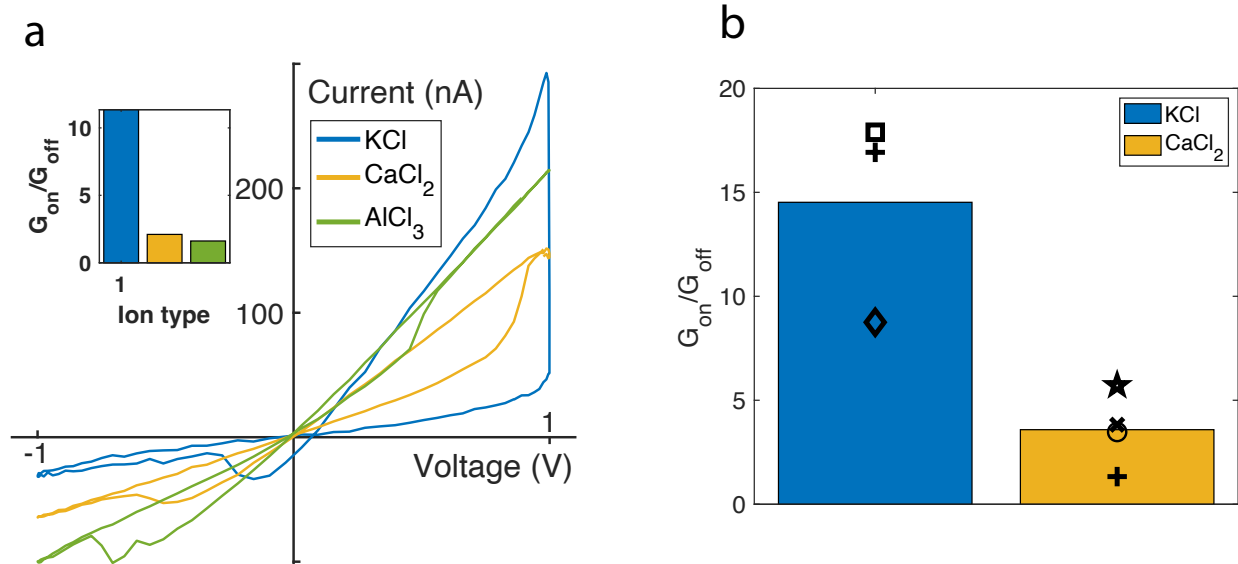 a
Current (nA)
KCl
CaCl2
AlCl3
200
100
-1
1
Voltage (V)
10
5
0
Gon/Goff
1
Ion type
b
20
15
10
5
0
Gon/Goff
KCl
CaCl2